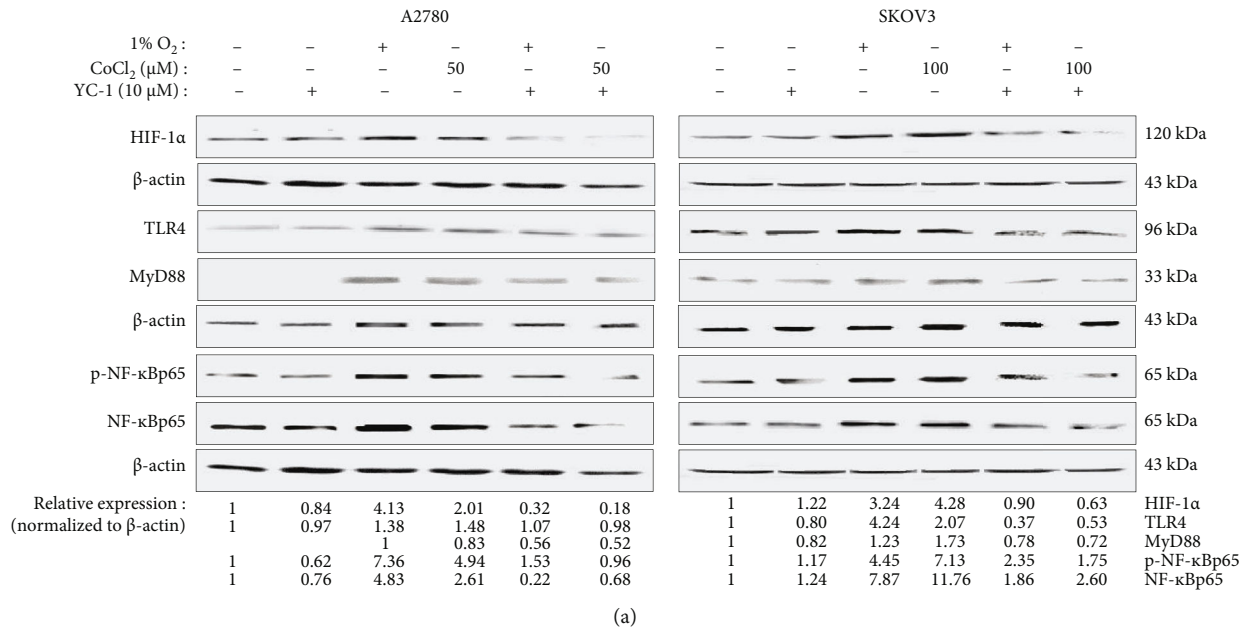 A2780 SKOV3
1% O₂ : – – + – + – – – + – + –
CoCl₂ (μM) : – – – 50 – 50 – – – 100 – 100
YC-1 (10 μM) : – + – – + + – + – – + +
HIF-1α 120 kDa
β-actin 43 kDa
TLR4 96 kDa
MyD88 33 kDa
β-actin 43 kDa
p-NF-κBp65 65 kDa
NF-κBp65 65 kDa
β-actin 43 kDa
Relative expression : 1 0.84 4.13 2.01 0.32 0.18 1 1.22 3.24 4.28 0.90 0.63 HIF-1α
(normalized to β-actin) 1 0.97 1.38 1.48 1.07 0.98 1 0.80 4.24 2.07 0.37 0.53 TLR4
1 0.83 0.56 0.52 1 0.82 1.23 1.73 0.78 0.72 MyD88
1 0.62 7.36 4.94 1.53 0.96 1 1.17 4.45 7.13 2.35 1.75 p-NF-κBp65
1 0.76 4.83 2.61 0.22 0.68 1 1.24 7.87 11.76 1.86 2.60 NF-κBp65
(a)